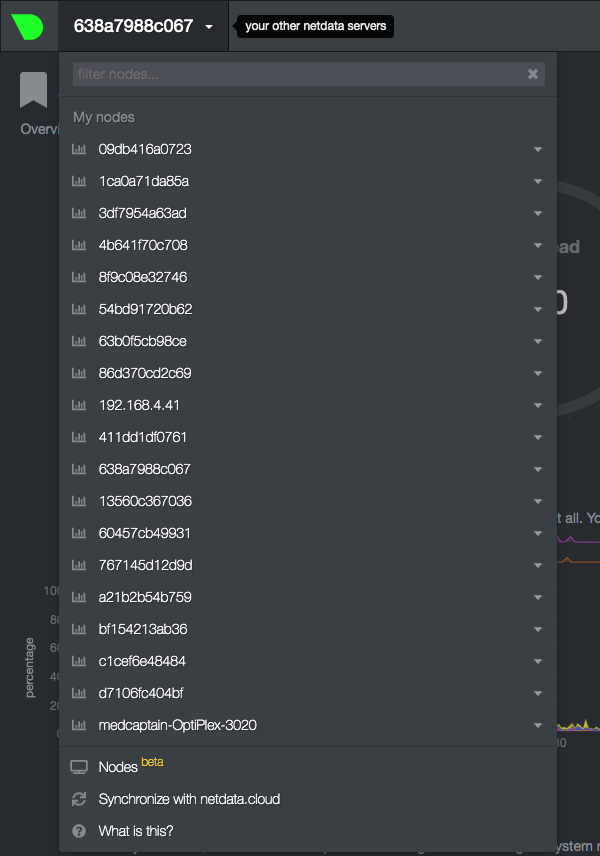 638a7988c067
your other netdata servers
filter nodes...
My nodes
09db416a0723
1ca0a71da85a
3df7954a63ad
4b641f70c708
8f9c08e32746
54bd91720b62
63b0f5cb98ce
86d370cd2c69
192.168.4.41
411dd1df0761
638a7988c067
13560c367036
60457cb49931
767145d12d9d
a21b2b54b759
bf154213ab36
c1cef6e48484
d7106fc404bf
medcaptain-OptiPlex-3020
Nodes beta
Synchronize with netdata.cloud
What is this?
Overvi
ad
0
t all. Yo
percentage
100
80
60
40
20
0
:30
ystem r